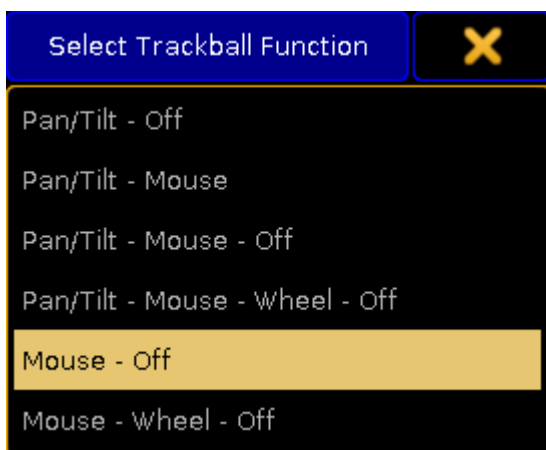 Select Trackball Function
Pan/Tilt - Off
Pan/Tilt - Mouse
Pan/Tilt - Mouse - Off
Pan/Tilt - Mouse - Wheel - Off
Mouse - Off
Mouse - Wheel - Off